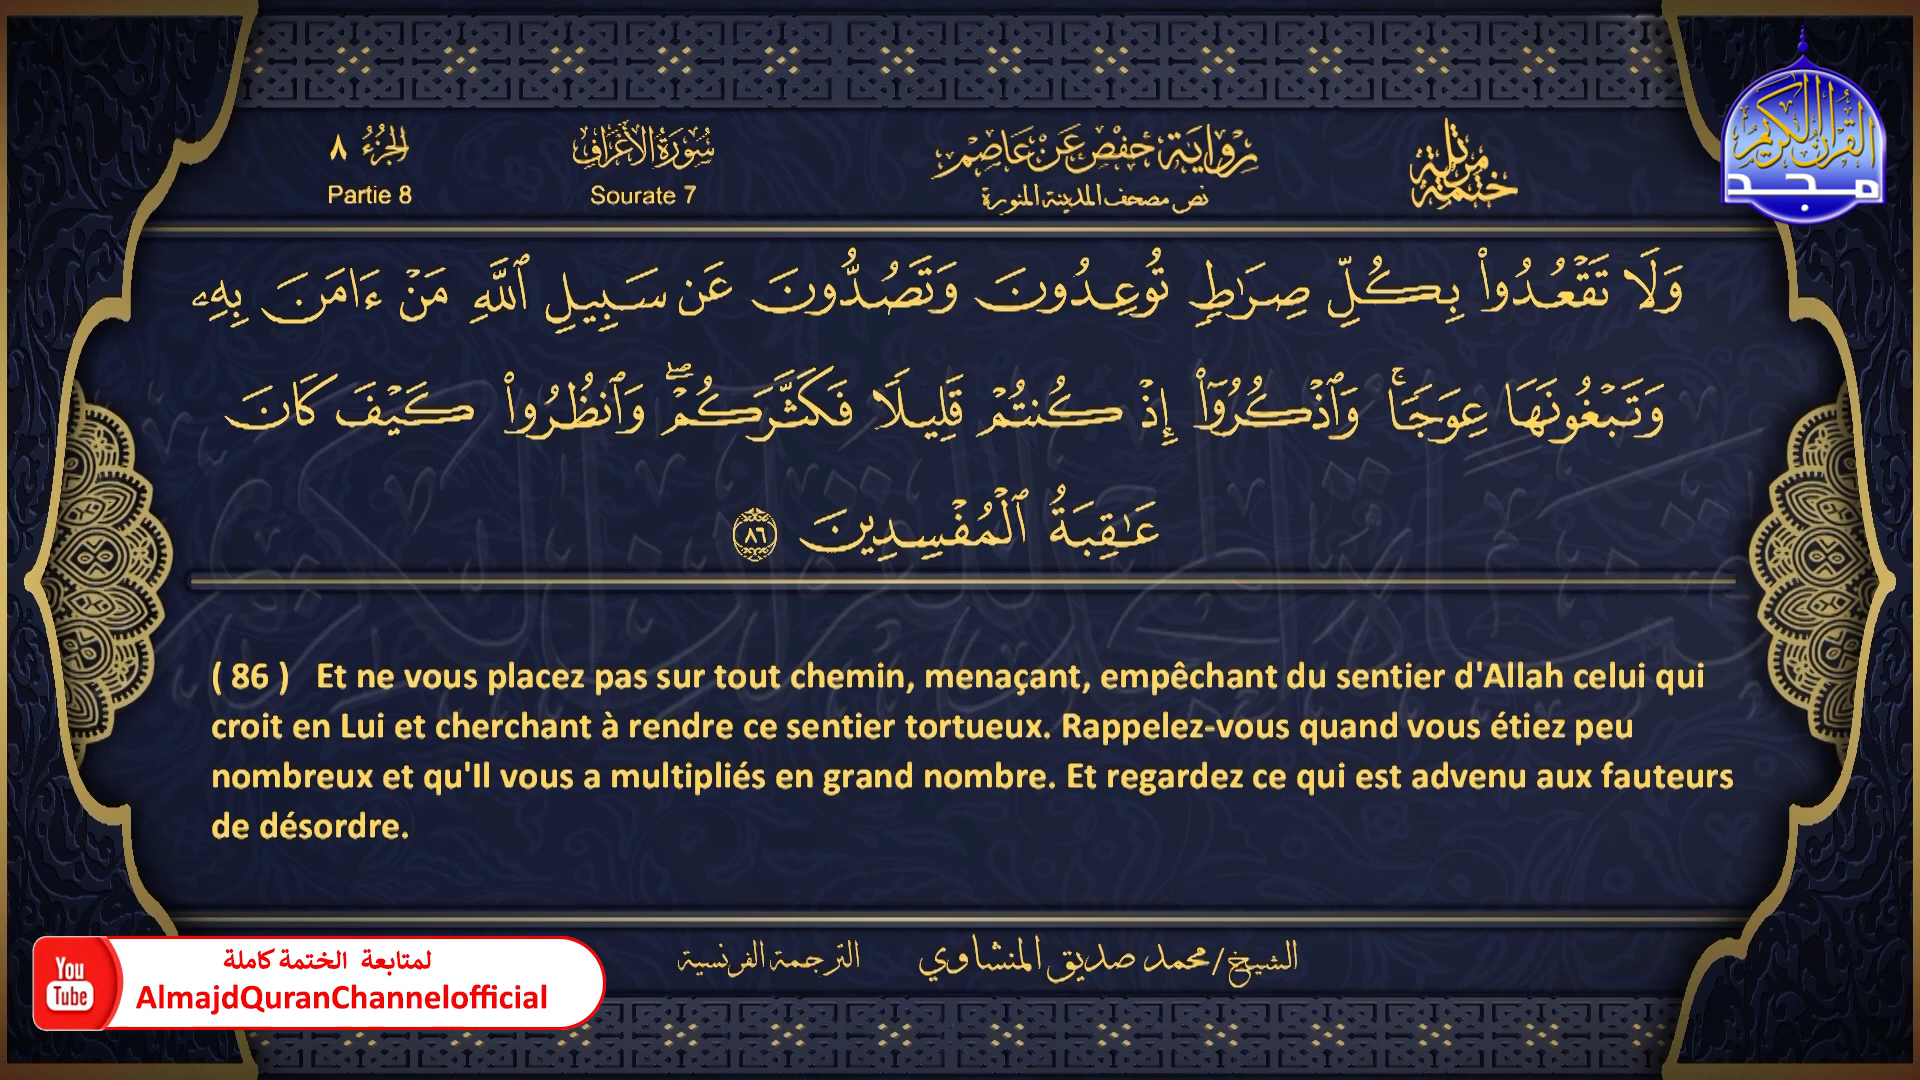 الجزء ٨
Partie 8
سورة الأعراف
Sourate 7
رواية حفص عن عاصم
نص مصحف المدينة المنورة
ختمة مرتلة
القرآن الكريم
مجد
وَلَا تَقۡعُدُواْ بِكُلِّ صِرَٰطٖ تُوعِدُونَ وَتَصُدُّونَ عَن سَبِيلِ ٱللَّهِ مَنۡ ءَامَنَ بِهِۦ
وَتَبۡغُونَهَا عِوَجٗاۚ وَٱذۡكُرُوٓاْ إِذۡ كُنتُمۡ قَلِيلٗا فَكَثَّرَكُمۡۖ وَٱنظُرُواْ كَيۡفَ كَانَ
عَٰقِبَةُ ٱلۡمُفۡسِدِينَ ٨٦
( 86 ) Et ne vous placez pas sur tout chemin, menaçant, empêchant du sentier d'Allah celui qui
croit en Lui et cherchant à rendre ce sentier tortueux. Rappelez-vous quand vous étiez peu
nombreux et qu'Il vous a multipliés en grand nombre. Et regardez ce qui est advenu aux fauteurs
de désordre.
الشيخ/محمد صديق المنشاوي
الترجمة الفرنسية
You
Tube
لمتابعة الختمة كاملة
AlmajdQuranChannelofficial